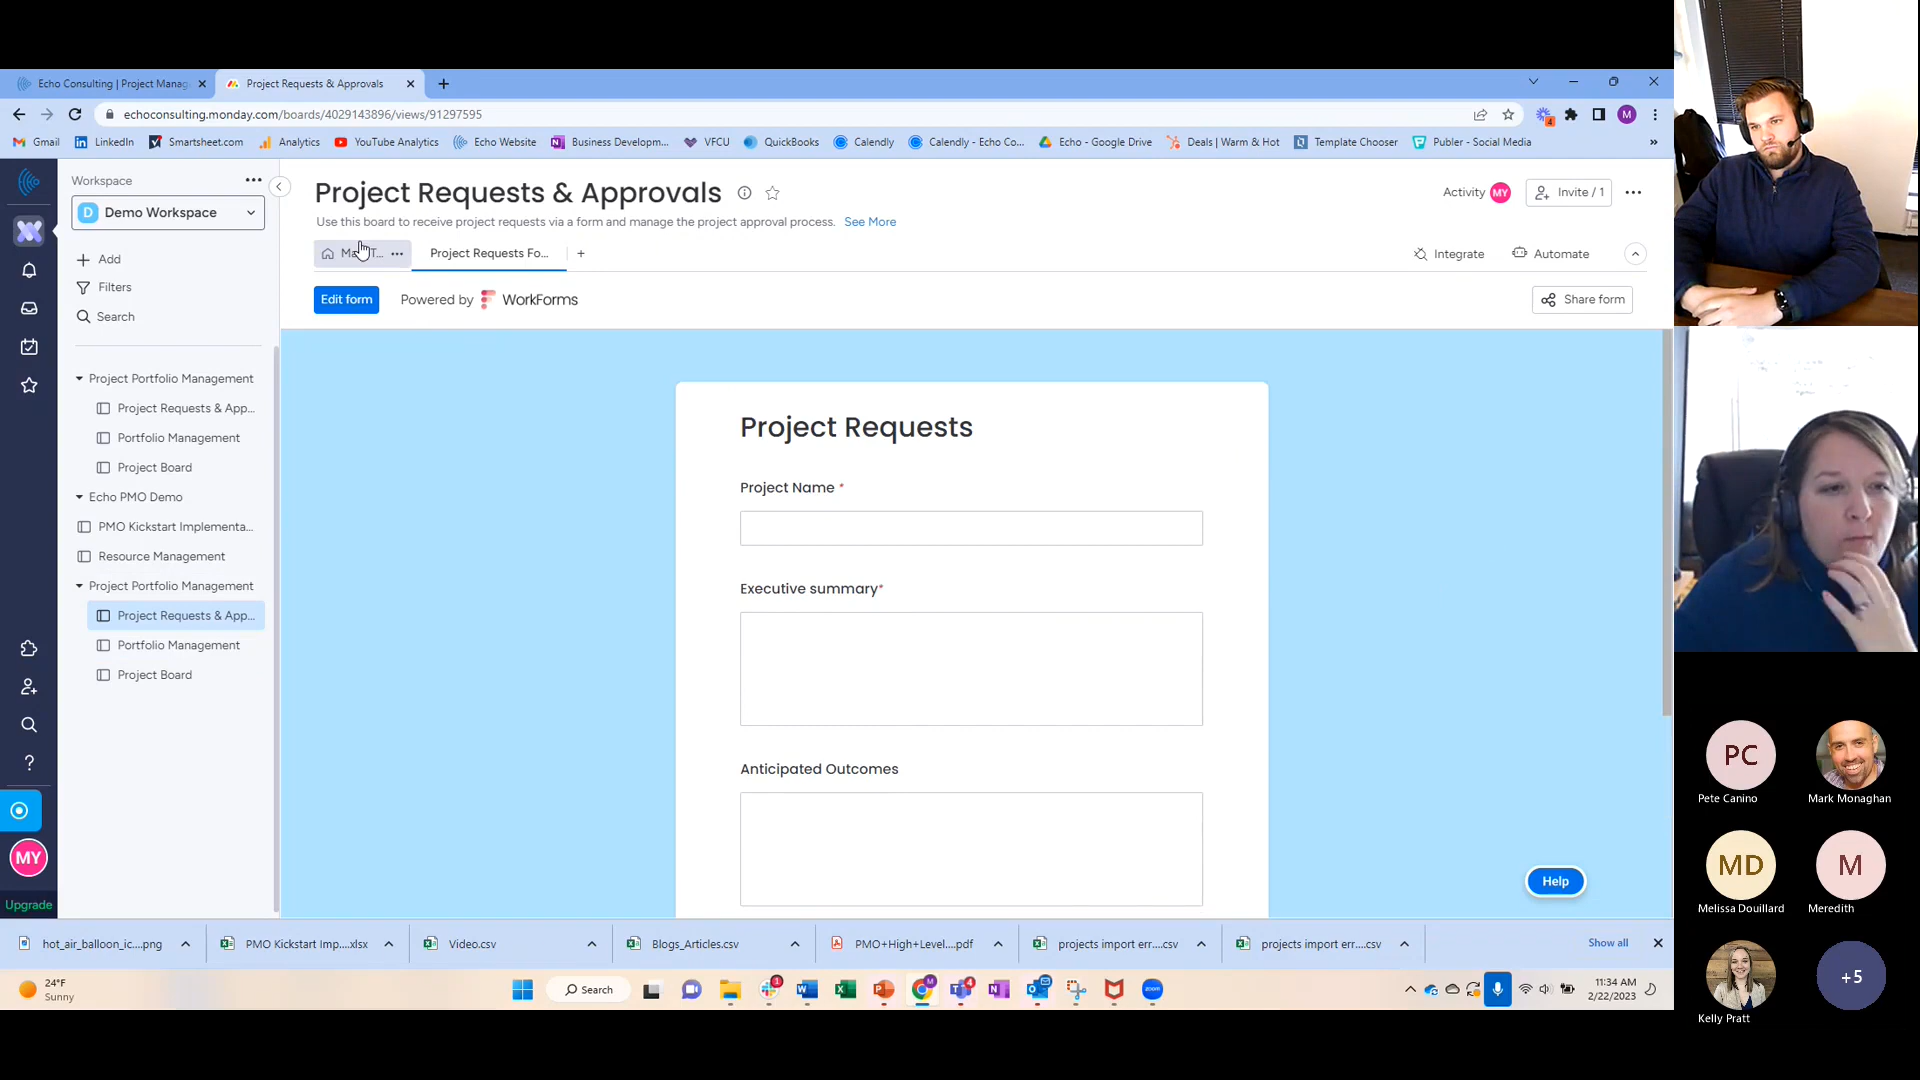 Echo Consulting | Project Manag
Project Requests & Approvals
echoconsulting.monday.com/boards/4029143896/views/91297595
M
Gmail
LinkedIn
Smartsheet.com
Analytics
YouTube Analytics
Echo Website
Business Developm...
VFCU
QuickBooks
Calendly
Calendly - Echo Co...
Echo - Google Drive
Deals | Warm & Hot
Template Chooser
Publer - Social Media
Workspace
D Demo Workspace
Add
Filters
Search
Project Portfolio Management
Project Requests & App...
Portfolio Management
Project Board
Echo PMO Demo
PMO Kickstart Implementa...
Resource Management
Project Portfolio Management
Project Requests & App...
Portfolio Management
Project Board
MY
Upgrade
Project Requests & Approvals
Activity MY
Invite / 1
Use this board to receive project requests via a form and manage the project approval process. See More
Project Requests Fo...
Integrate
Automate
Edit form
Powered by WorkForms
Share form
Project Requests
Project Name *
Executive summary*
Anticipated Outcomes
Help
hot_air_balloon_ic....png
PMO Kickstart Imp....xlsx
Video.csv
Blogs_Articles.csv
PMO+High+Level....pdf
projects import err....csv
projects import err....csv
Show all
24°F
Sunny
Search
zoom
11:34 AM
2/22/2023
PC
Pete Canino
Mark Monaghan
MD
Melissa Douillard
M
Meredith
Kelly Pratt
+5